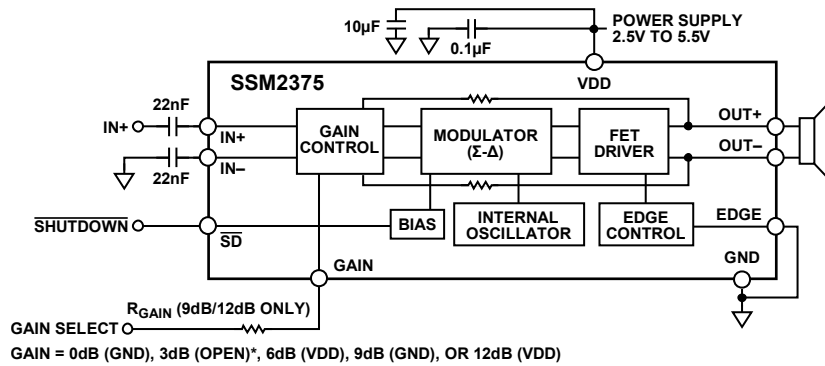 10µF
POWER SUPPLY
2.5V TO 5.5V
0.1µF
VDD
SSM2375
22nF
IN+
IN+
GAIN
CONTROL
MODULATOR
(Σ-Δ)
FET
DRIVER
OUT+
OUT–
IN–
22nF
BIAS
INTERNAL
OSCILLATOR
EDGE
CONTROL
EDGE
SHUTDOWN
SD
GAIN
GND
RGAIN (9dB/12dB ONLY)
GAIN SELECT
GAIN = 0dB (GND), 3dB (OPEN)*, 6dB (VDD), 9dB (GND), OR 12dB (VDD)